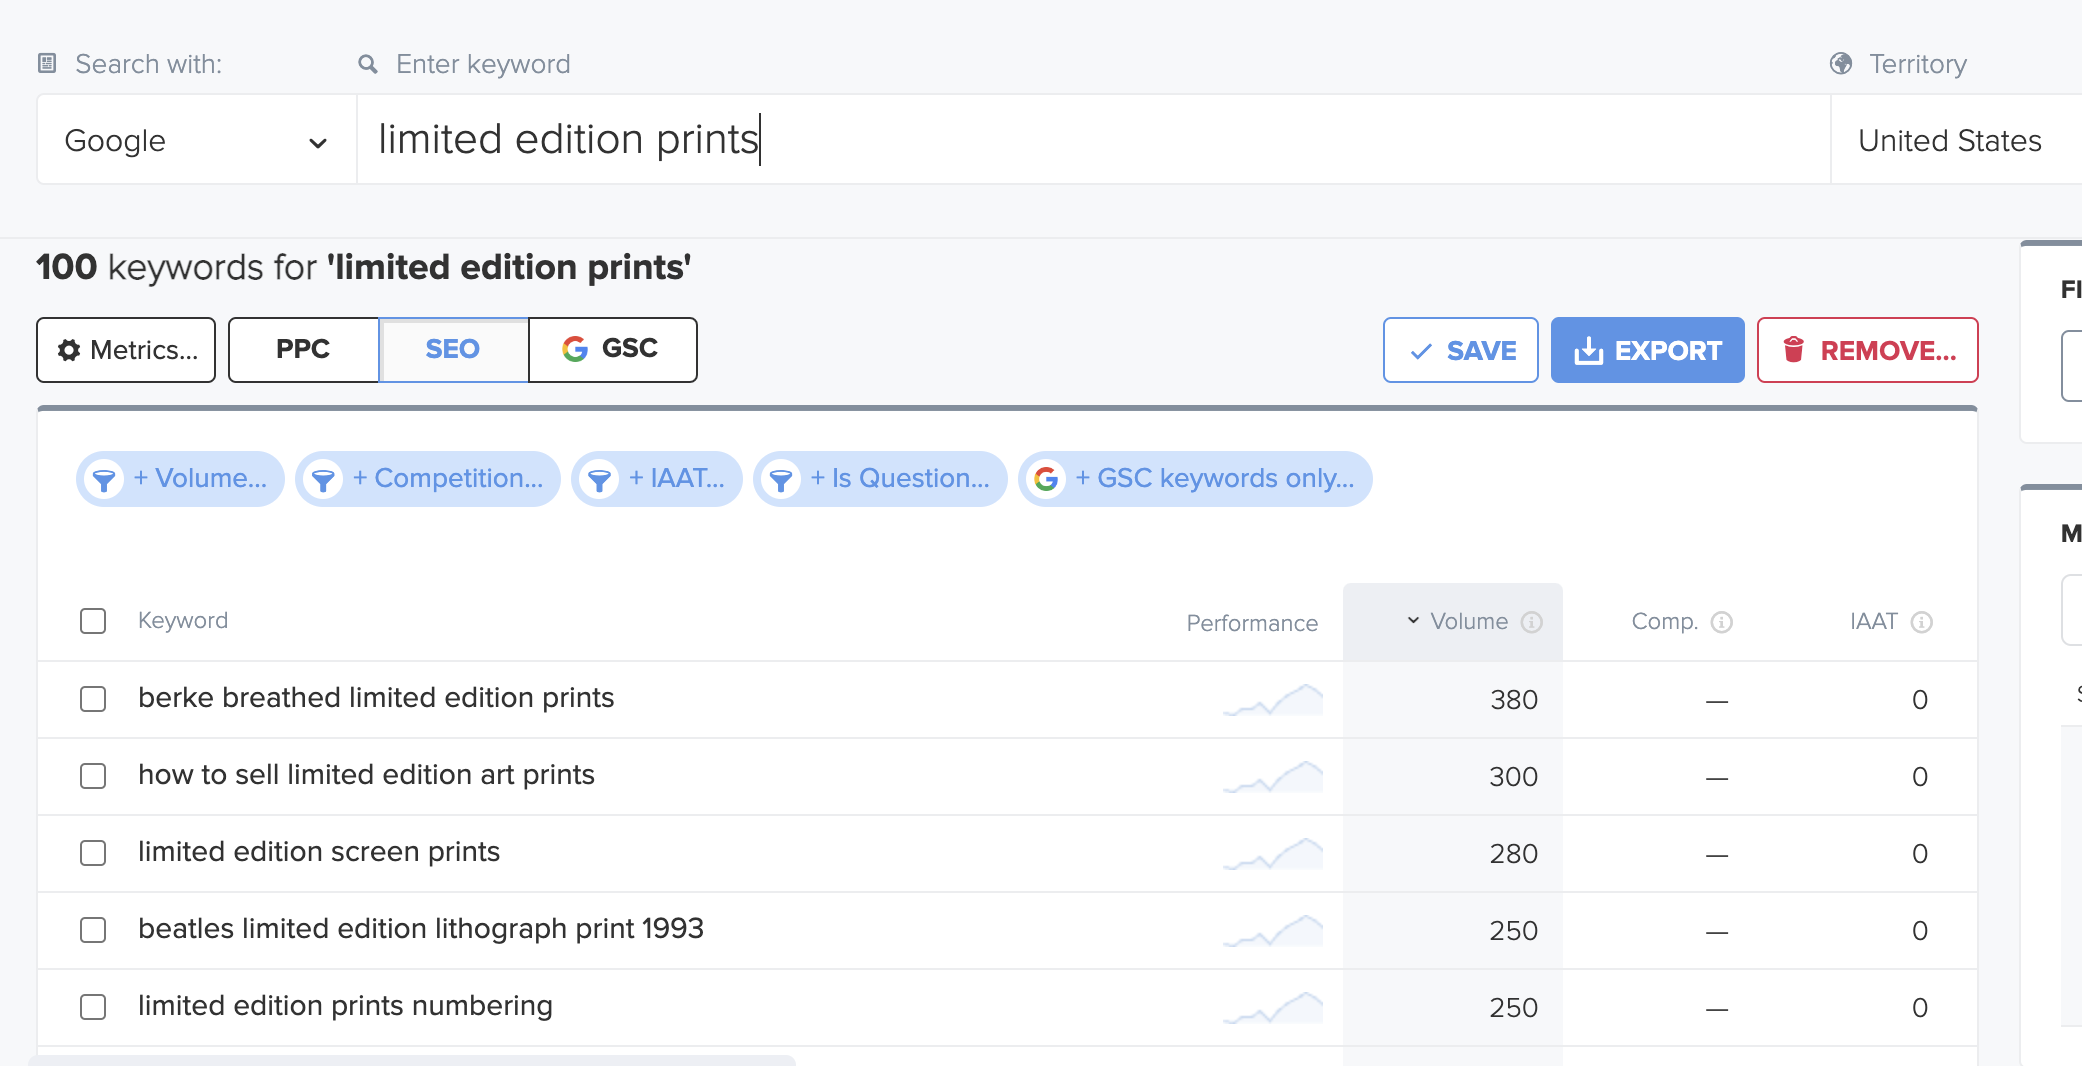 Search with: Enter keyword Territory
Google limited edition prints United States
100 keywords for 'limited edition prints'
Metrics... PPC SEO GSC SAVE EXPORT REMOVE...
+ Volume... + Competition... + IAAT... + Is Question... + GSC keywords only...
Keyword Performance Volume Comp. IAAT
berke breathed limited edition prints 380 — 0
how to sell limited edition art prints 300 — 0
limited edition screen prints 280 — 0
beatles limited edition lithograph print 1993 250 — 0
limited edition prints numbering 250 — 0